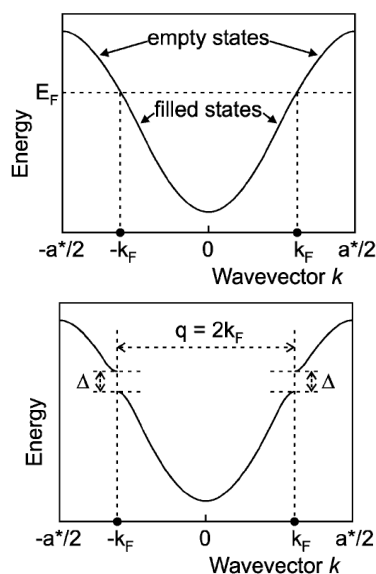 empty states
E_F
filled states
Energy
-a*/2 -k_F 0 k_F a*/2
Wavevector k
q = 2k_F
Δ Δ
Energy
-a*/2 -k_F 0 k_F a*/2
Wavevector k